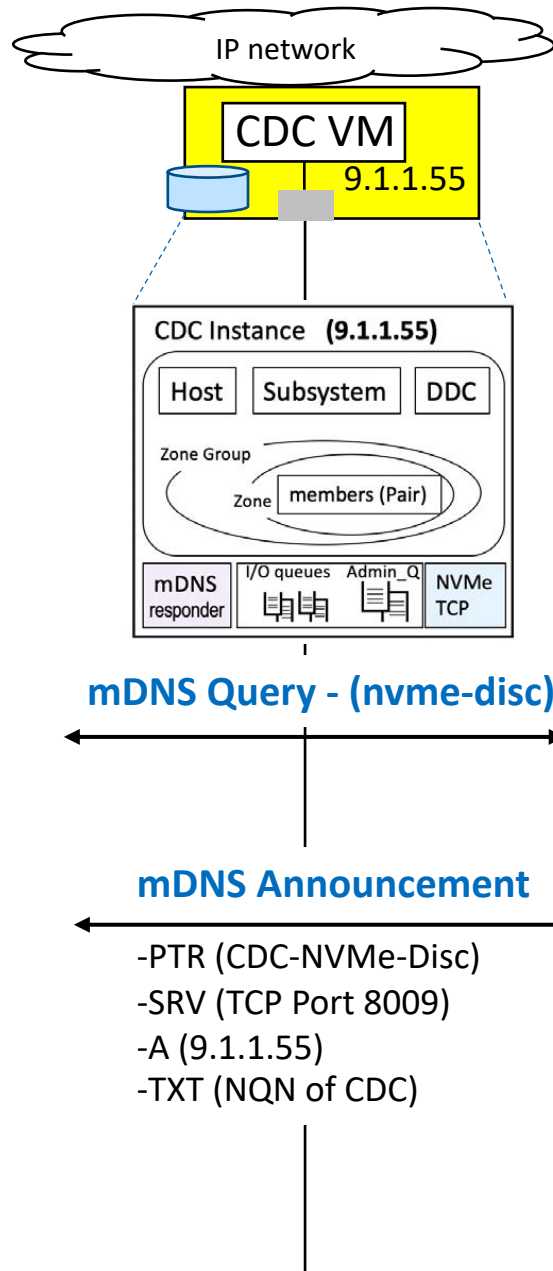 IP network
CDC VM
9.1.1.55
CDC Instance (9.1.1.55)
Host Subsystem DDC
Zone Group
Zone members (Pair)
mDNS responder
I/O queues Admin_Q
NVMe TCP
mDNS Query - (nvme-disc)
mDNS Announcement
-PTR (CDC-NVMe-Disc)
-SRV (TCP Port 8009)
-A (9.1.1.55)
-TXT (NQN of CDC)